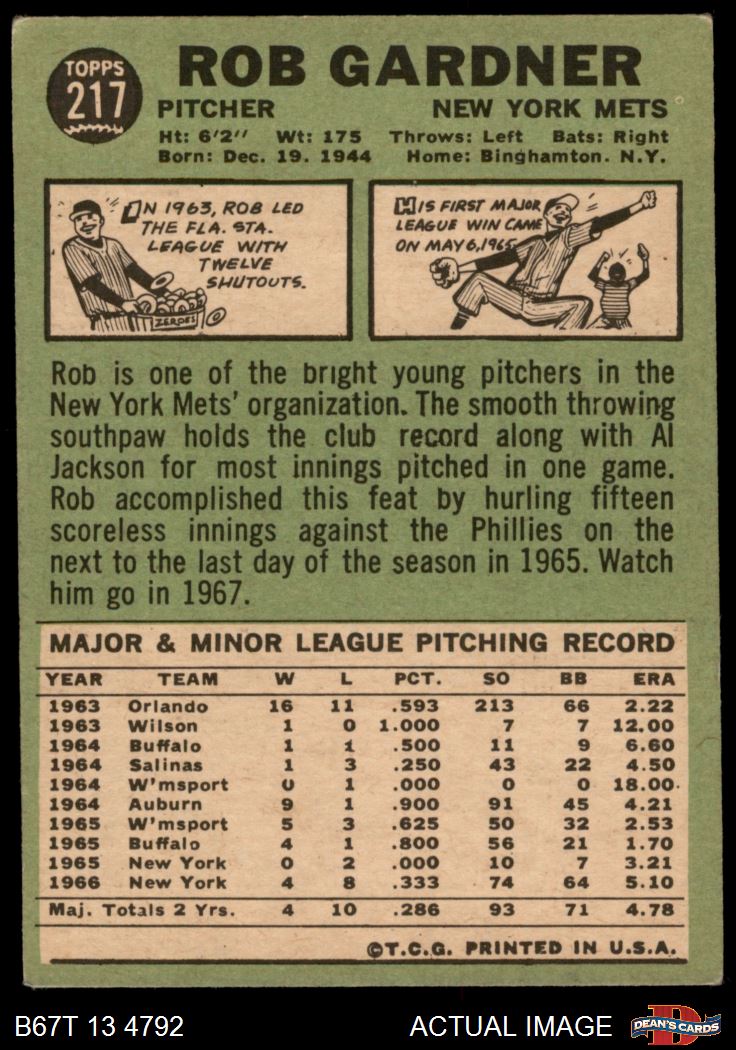 TOPPS
217
ROB GARDNER
PITCHER NEW YORK METS
Ht: 6'2'' Wt: 175 Throws: Left Bats: Right
Born: Dec. 19. 1944 Home: Binghamton. N.Y.
IN 1963, ROB LED
THE FLA. STA.
LEAGUE WITH
TWELVE
SHUTOUTS.
ZEROES
HIS FIRST MAJOR
LEAGUE WIN CAME
ON MAY 6, 1965
Rob is one of the bright young pitchers in the
New York Mets' organization. The smooth throwing
southpaw holds the club record along with Al
Jackson for most innings pitched in one game.
Rob accomplished this feat by hurling fifteen
scoreless innings against the Phillies on the
next to the last day of the season in 1965. Watch
him go in 1967.
MAJOR & MINOR LEAGUE PITCHING RECORD
YEAR TEAM W L PCT. SO BB ERA
1963 Orlando 16 11 .593 213 66 2.22
1963 Wilson 1 0 1.000 7 7 12.00
1964 Buffalo 1 1 .500 11 9 6.60
1964 Salinas 1 3 .250 43 22 4.50
1964 W'msport 0 1 .000 0 0 18.00
1964 Auburn 9 1 .900 91 45 4.21
1965 W'msport 5 3 .625 50 32 2.53
1965 Buffalo 4 1 .800 56 21 1.70
1965 New York 0 2 .000 10 7 3.21
1966 New York 4 8 .333 74 64 5.10
Maj. Totals 2 Yrs. 4 10 .286 93 71 4.78
©T.C.G. PRINTED IN U.S.A.
B67T 13 4792 ACTUAL IMAGE
DEAN'S CARDS